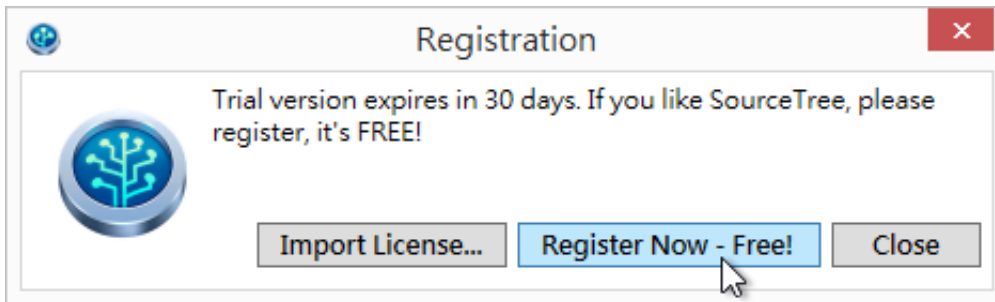 Registration
Trial version expires in 30 days. If you like SourceTree, please
register, it's FREE!
Import License...
Register Now - Free!
Close